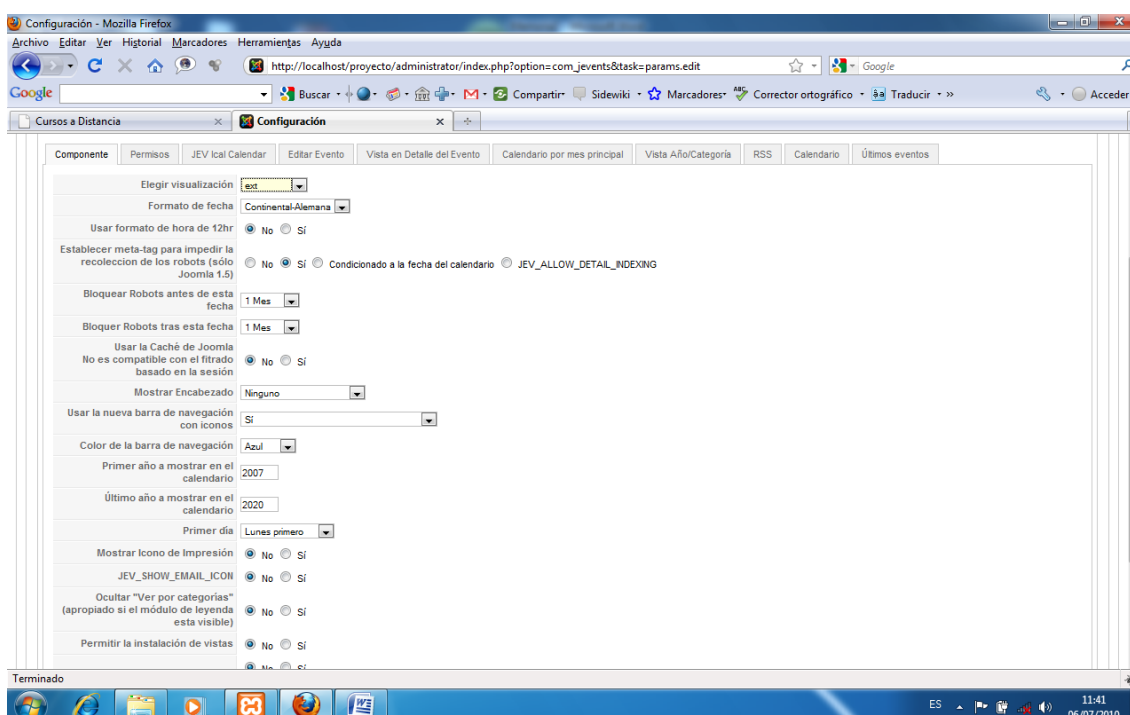 Configuración - Mozilla Firefox
Archivo Editar Ver Historial Marcadores Herramientas Ayuda
http://localhost/proyecto/administrator/index.php?option=com_jevents&task=params.edit Google
Google Buscar Compartir Sidewiki Marcadores ABC Corrector ortográfico Traducir » Acceder
Cursos a Distancia × Configuración ×
Componente Permisos JEV Ical Calendar Editar Evento Vista en Detalle del Evento Calendario por mes principal Vista Año/Categoría RSS Calendario Últimos eventos
Elegir visualización ext
Formato de fecha Continental-Alemana
Usar formato de hora de 12hr No Sí
Establecer meta-tag para impedir la
recoleccion de los robots (sólo
Joomla 1.5) No Sí Condicionado a la fecha del calendario JEV_ALLOW_DETAIL_INDEXING
Bloquear Robots antes de esta
fecha 1 Mes
Bloquer Robots tras esta fecha 1 Mes
Usar la Caché de Joomla
No es compatible con el fitrado
basado en la sesión No Sí
Mostrar Encabezado Ninguno
Usar la nueva barra de navegación
con iconos Sí
Color de la barra de navegación Azul
Primer año a mostrar en el
calendario 2007
Último año a mostrar en el
calendario 2020
Primer día Lunes primero
Mostrar Icono de Impresión No Sí
JEV_SHOW_EMAIL_ICON No Sí
Ocultar "Ver por categorias"
(apropiado si el módulo de leyenda
esta visible) No Sí
Permitir la instalación de vistas No Sí
No Sí
Terminado
ES 11:41
06/07/2010